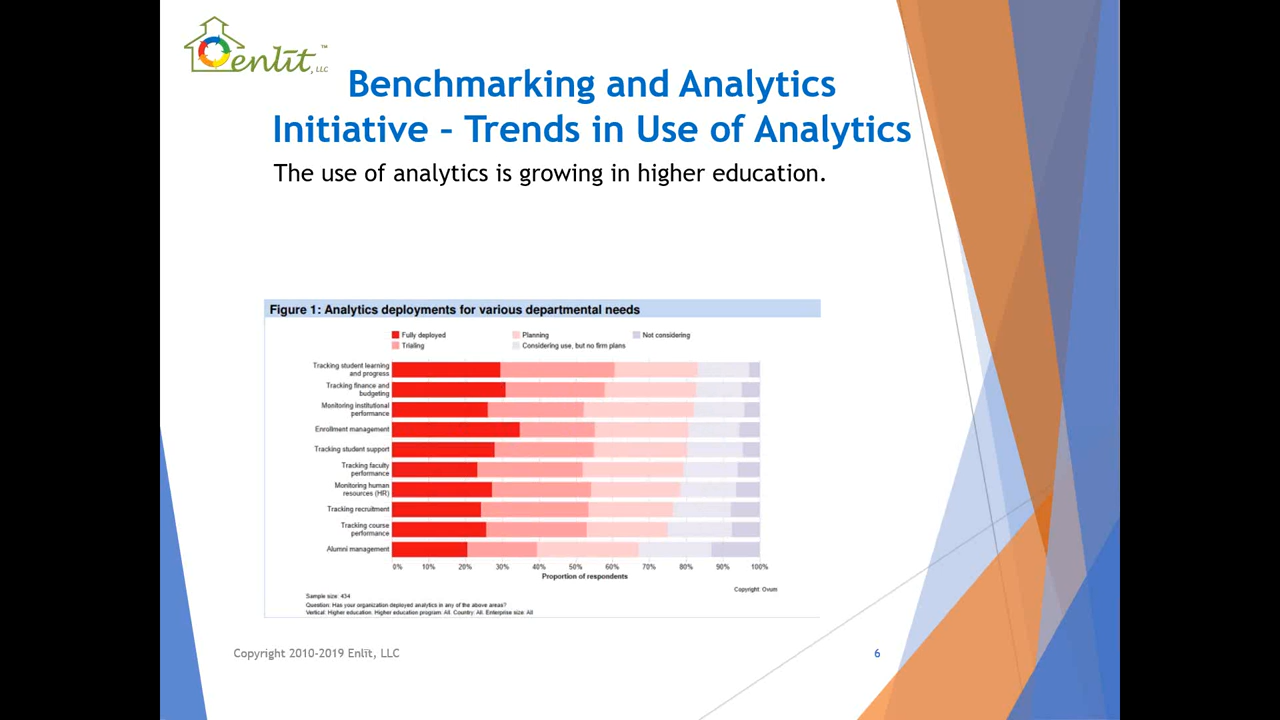 enlīt, LLC ™
Benchmarking and Analytics
Initiative – Trends in Use of Analytics
The use of analytics is growing in higher education.
Figure 1: Analytics deployments for various departmental needs
Fully deployed
Planning
Not considering
Trialing
Considering use, but no firm plans
Tracking student learning
and progress
Tracking finance and
budgeting
Monitoring institutional
performance
Enrollment management
Tracking student support
Tracking faculty
performance
Monitoring human
resources (HR)
Tracking recruitment
Tracking course
performance
Alumni management
0% 10% 20% 30% 40% 50% 60% 70% 80% 90% 100%
Proportion of respondents
Copyright: Ovum
Sample size: 434
Question: Has your organization deployed analytics in any of the above areas?
Vertical: Higher education. Higher education program: All. Country: All. Enterprise size: All
Copyright 2010-2019 Enlīt, LLC
6